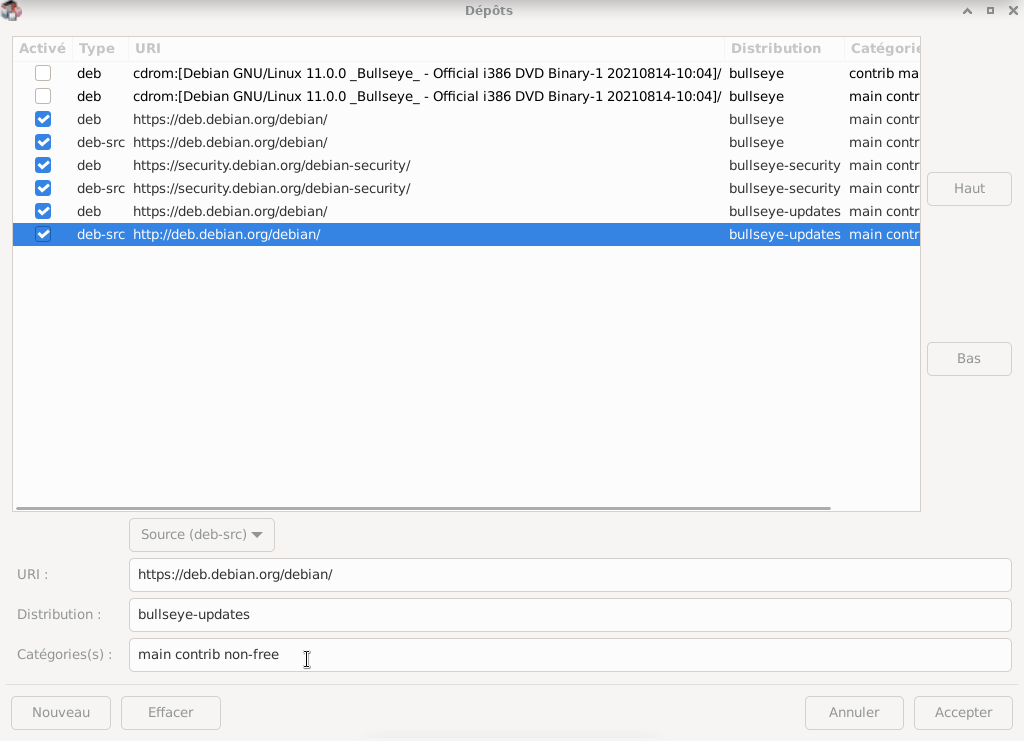 Dépôts
Activé Type URI Distribution Catégorie
deb cdrom:[Debian GNU/Linux 11.0.0 _Bullseye_ - Official i386 DVD Binary-1 20210814-10:04]/ bullseye contrib ma
deb cdrom:[Debian GNU/Linux 11.0.0 _Bullseye_ - Official i386 DVD Binary-1 20210814-10:04]/ bullseye main contr
deb https://deb.debian.org/debian/ bullseye main contr
deb-src https://deb.debian.org/debian/ bullseye main contr
deb https://security.debian.org/debian-security/ bullseye-security main contr
deb-src https://security.debian.org/debian-security/ bullseye-security main contr
deb https://deb.debian.org/debian/ bullseye-updates main contr
deb-src http://deb.debian.org/debian/ bullseye-updates main contr
Haut
Bas
Source (deb-src)
URI : https://deb.debian.org/debian/
Distribution : bullseye-updates
Catégories(s) : main contrib non-free
Nouveau Effacer Annuler Accepter